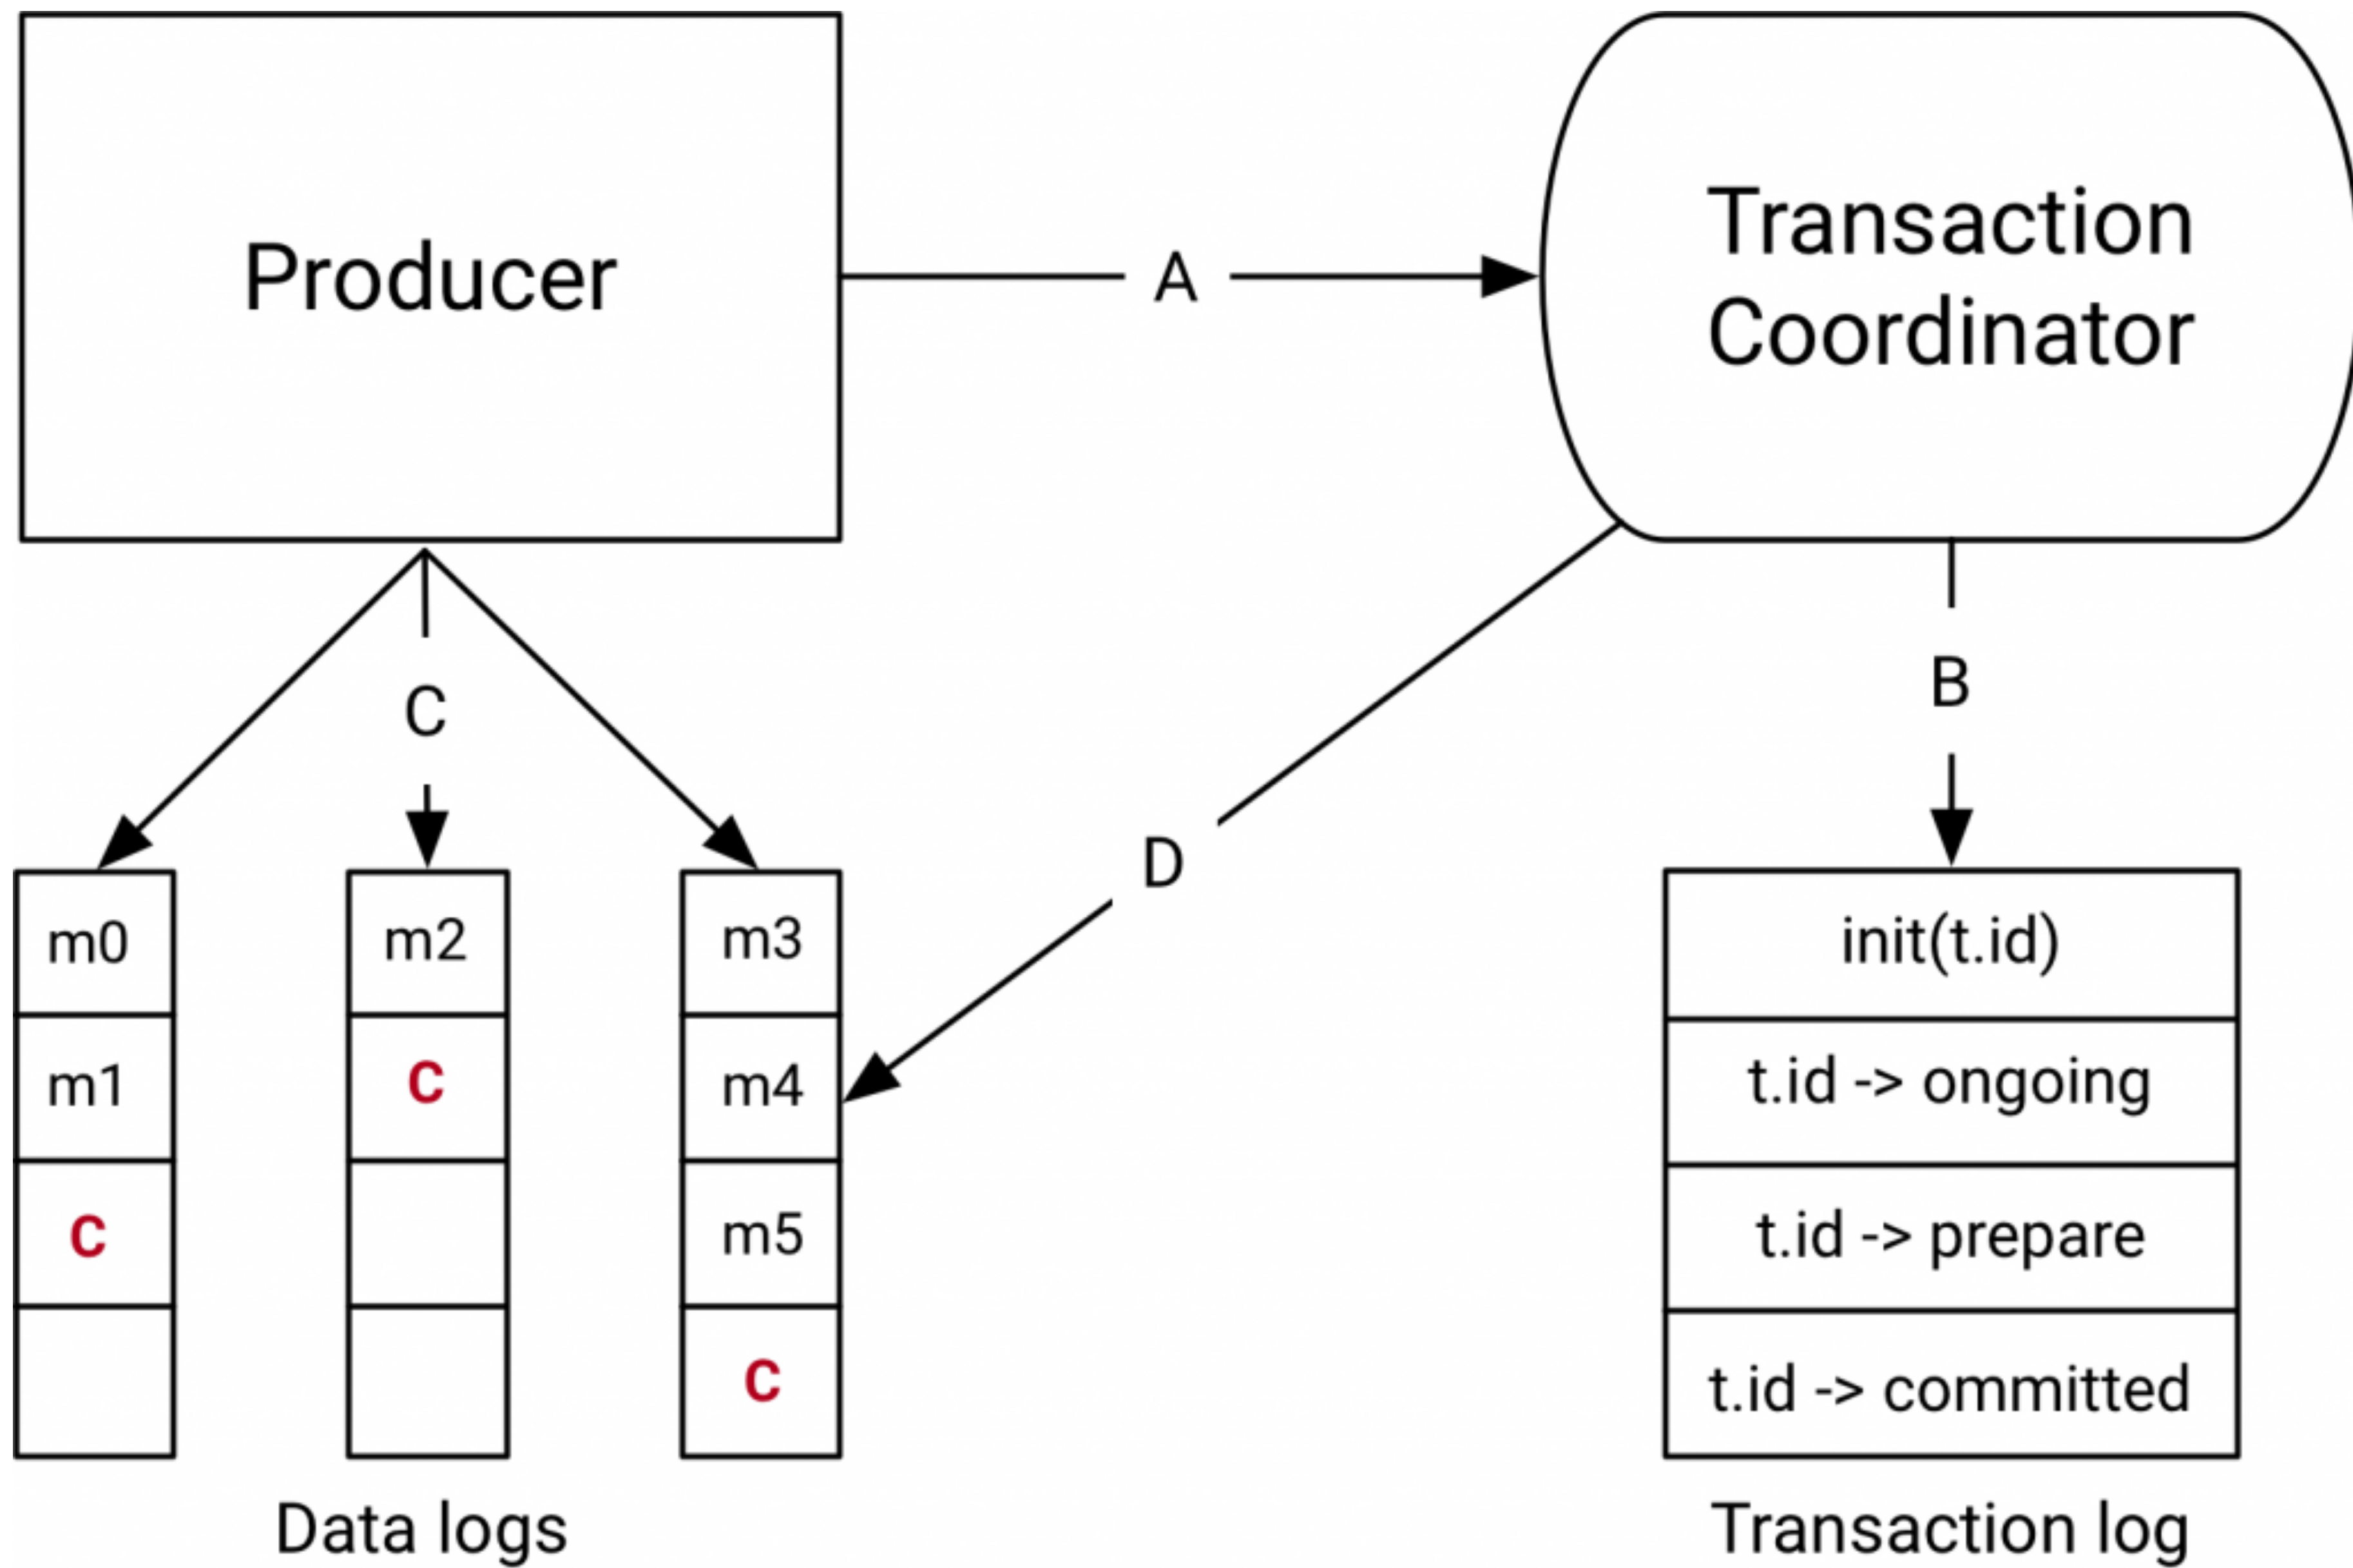 Producer
A
Transaction
Coordinator
C
B
D
m0
m2
m3
init(t.id)
m1
C
m4
t.id -> ongoing
C
m5
t.id -> prepare
C
t.id -> committed
Data logs
Transaction log